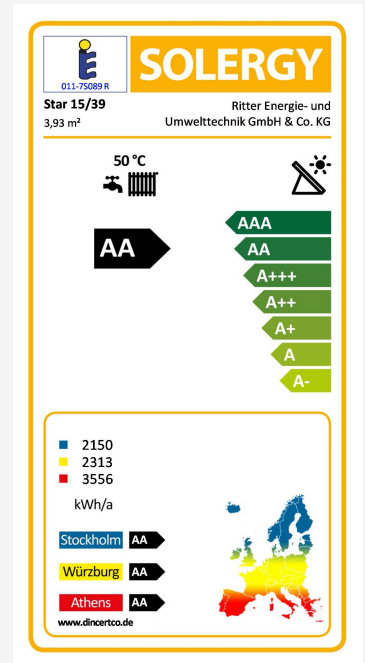 SOLERGY
011-7S089 R
Star 15/39
Ritter Energie- und
3,93 m²
Umwelttechnik GmbH & Co. KG
50 °C
AA
AAA
AA
A+++
A++
A+
A
A-
2150
2313
3556
kWh/a
Stockholm AA
Würzburg AA
Athens AA
www.dincertco.de